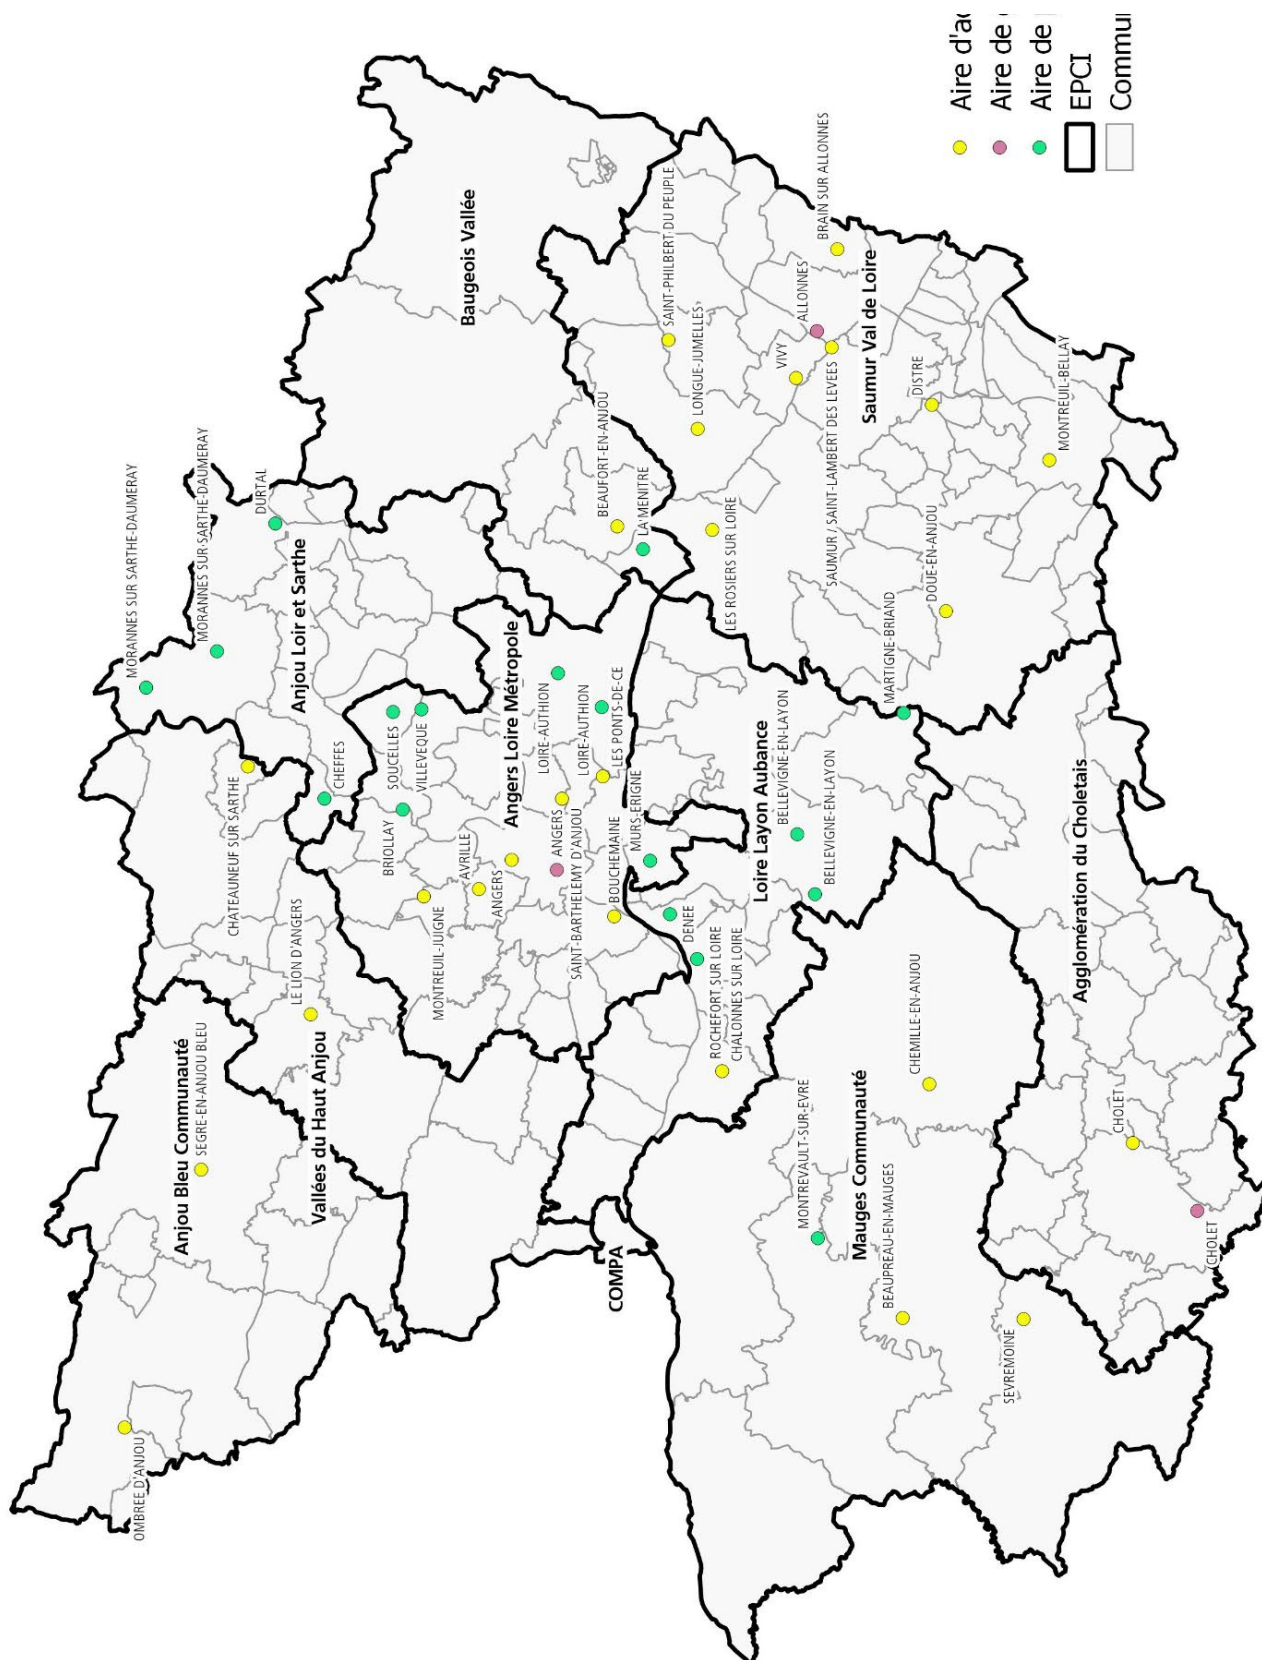 OMBREE D'ANJOU
Anjou Bleu Communauté
SEGRE-EN-ANJOU BLEU
Vallées du Haut Anjou
LE LION D'ANGERS
CHATEAUNEUF SUR SARTHE
MORANNES SUR SARTHE-DAUMERAY
MORANNES SUR-SARTHE-DAUMERAY
DURTAL
Anjou Loir et Sarthe
CHEFFES
SOUCELLES
VILLEVEQUE
BRIOLLAY
MONTREUIL-JUIGNE
AVRILLE
ANGERS
Angers Loire Métropole
LOIRE-AUTHION
ANGERS
SAINT-BARTHELEMY D'ANJOU
LOIRE-AUTHION
LES PONTS-DE-CE
BOUCHEMAINE
MURS-ERIGNE
Baugeois Vallée
BEAUFORT-EN-ANJOU
LA MENITRE
COMPA
DENEE
ROCHEFORT SUR LOIRE
CHALONNES SUR LOIRE
Loire Layon Aubance
BELLEVIGNE-EN-LAYON
BELLEVIGNE-EN-LAYON
MARTIGNE-BRIAND
SAINT-PHILBERT DU PEUPLE
LONGUE-JUMELLES
LES ROSIERS SUR LOIRE
VIVY
ALLONNES
BRAIN SUR ALLONNES
SAUMUR / SAINT-LAMBERT DES LEVEES
Saumur Val de Loire
DISTRE
DOUE-EN-ANJOU
MONTREUIL-BELLAY
MONTREVAULT-SUR-EVRE
Mauges Communauté
BEAUPREAU-EN-MAUGES
CHEMILLE-EN-ANJOU
SEVREMOINE
Agglomération du Choletais
CHOLET
CHOLET
Aire d'a
Aire de
Aire de
EPCI
Commu